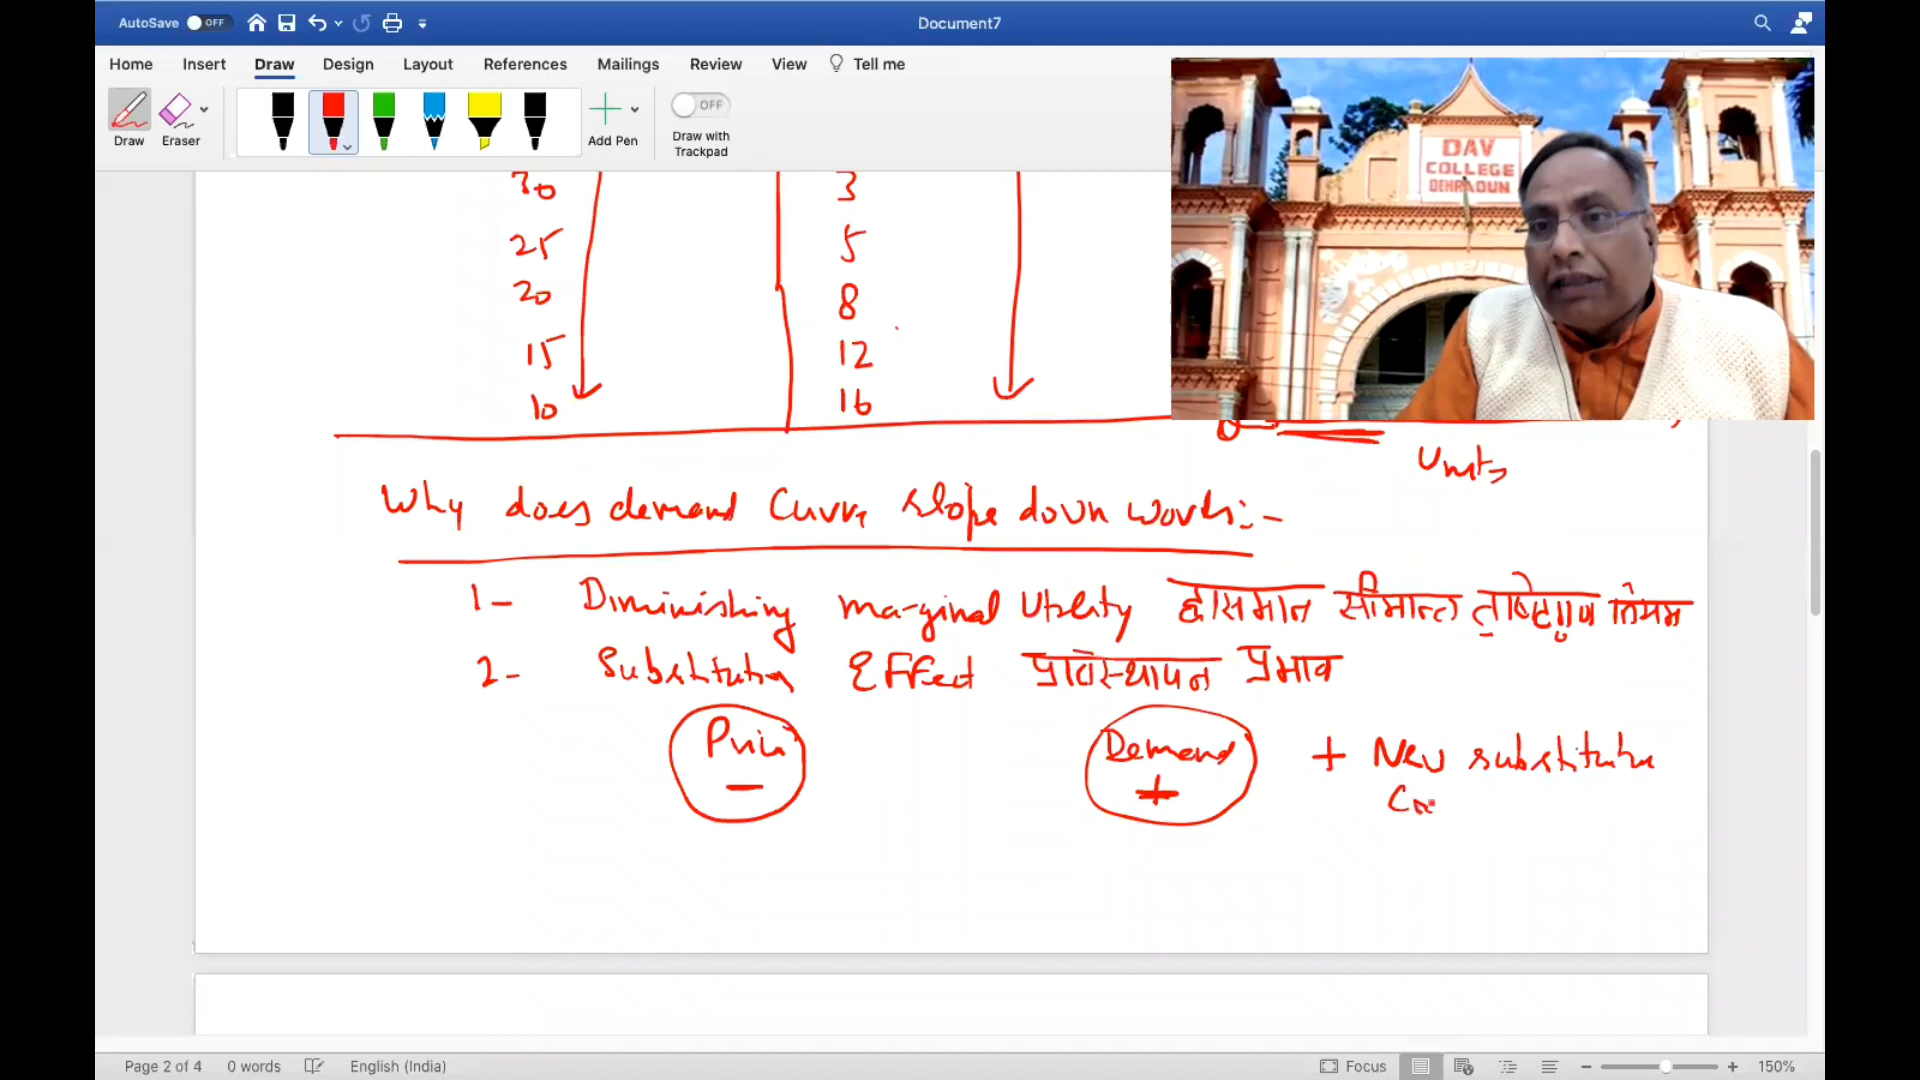 AutoSave OFF Document7
Home Insert Draw Design Layout References Mailings Review View Tell me
OFF
Draw Eraser Add Pen Draw with
Trackpad
DAV
COLLEGE
DEHRADUN
30 3
25 5
20 8
15 12
10 16
Units
Why does demand Curve slope down words:-
1- Diminishing marginal Utility ह्रासमान सीमान्त तुष्टिगुण नियम
2- Substitution Effect प्रतिस्थापन प्रभाव
Price Demand + New substitution
- +
Page 2 of 4 0 words English (India) Focus 150%